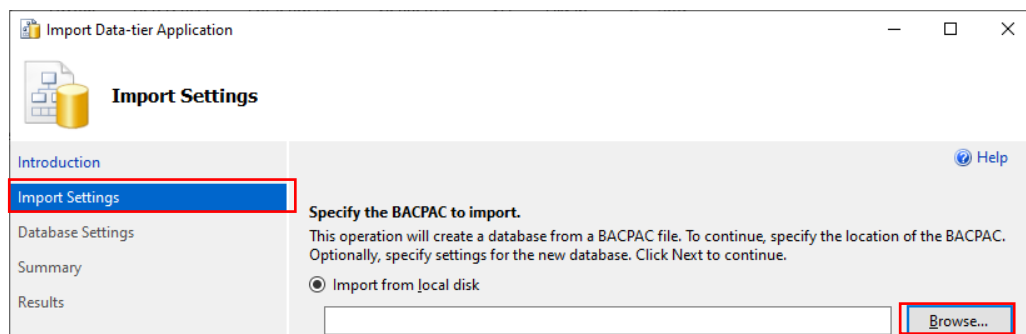 Import Data-tier Application
Import Settings
Help
Introduction
Import Settings
Database Settings
Summary
Results
Specify the BACPAC to import.
This operation will create a database from a BACPAC file. To continue, specify the location of the BACPAC.
Optionally, specify settings for the new database. Click Next to continue.
Import from local disk
Browse...